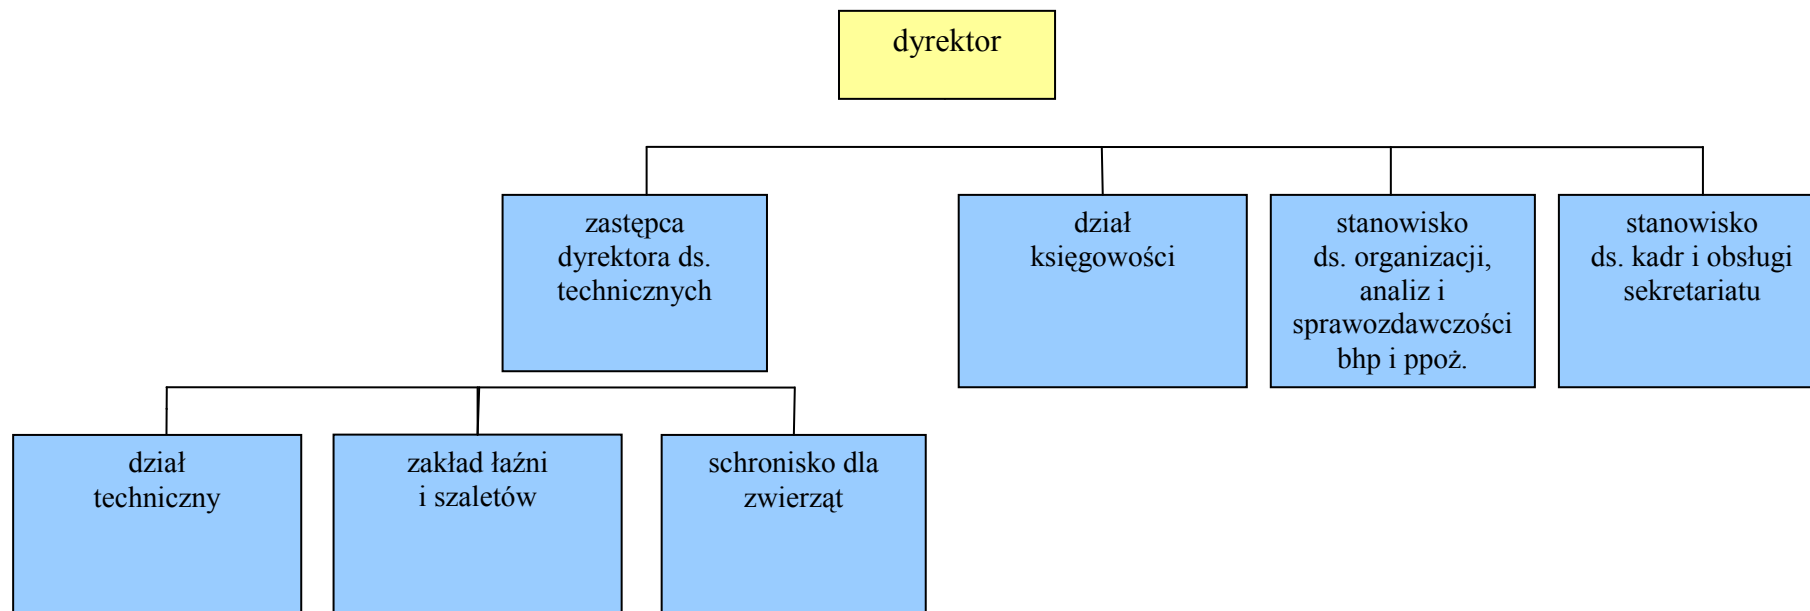 dyrektor
zastępca
dyrektora ds.
technicznych
dział
księgowości
stanowisko
ds. organizacji,
analiz i
sprawozdawczości
bhp i ppoż.
stanowisko
ds. kadr i obsługi
sekretariatu
dział
techniczny
zakład łaźni
i szaletów
schronisko dla
zwierząt